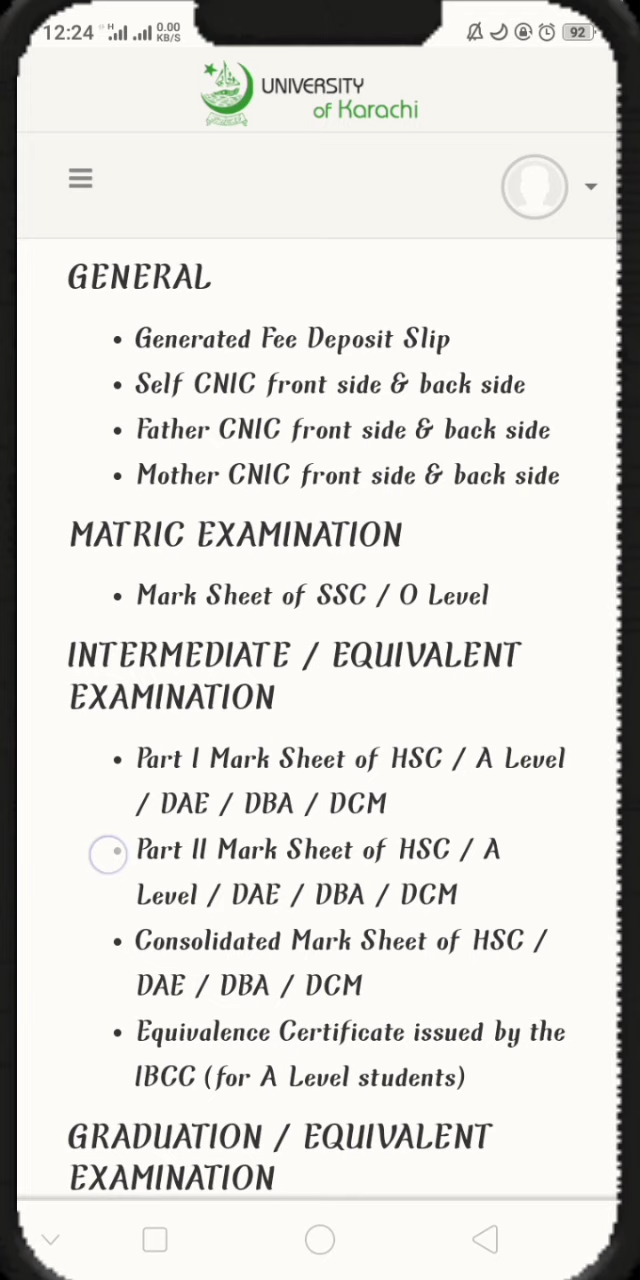 12:24 H 0.00 KB/S 92
UNIVERSITY
of Karachi
GENERAL
• Generated Fee Deposit Slip
• Self CNIC front side & back side
• Father CNIC front side & back side
• Mother CNIC front side & back side
MATRIC EXAMINATION
• Mark Sheet of SSC / O Level
INTERMEDIATE / EQUIVALENT
EXAMINATION
• Part I Mark Sheet of HSC / A Level
/ DAE / DBA / DCM
• Part II Mark Sheet of HSC / A
Level / DAE / DBA / DCM
• Consolidated Mark Sheet of HSC /
DAE / DBA / DCM
• Equivalence Certificate issued by the
IBCC (for A Level students)
GRADUATION / EQUIVALENT
EXAMINATION